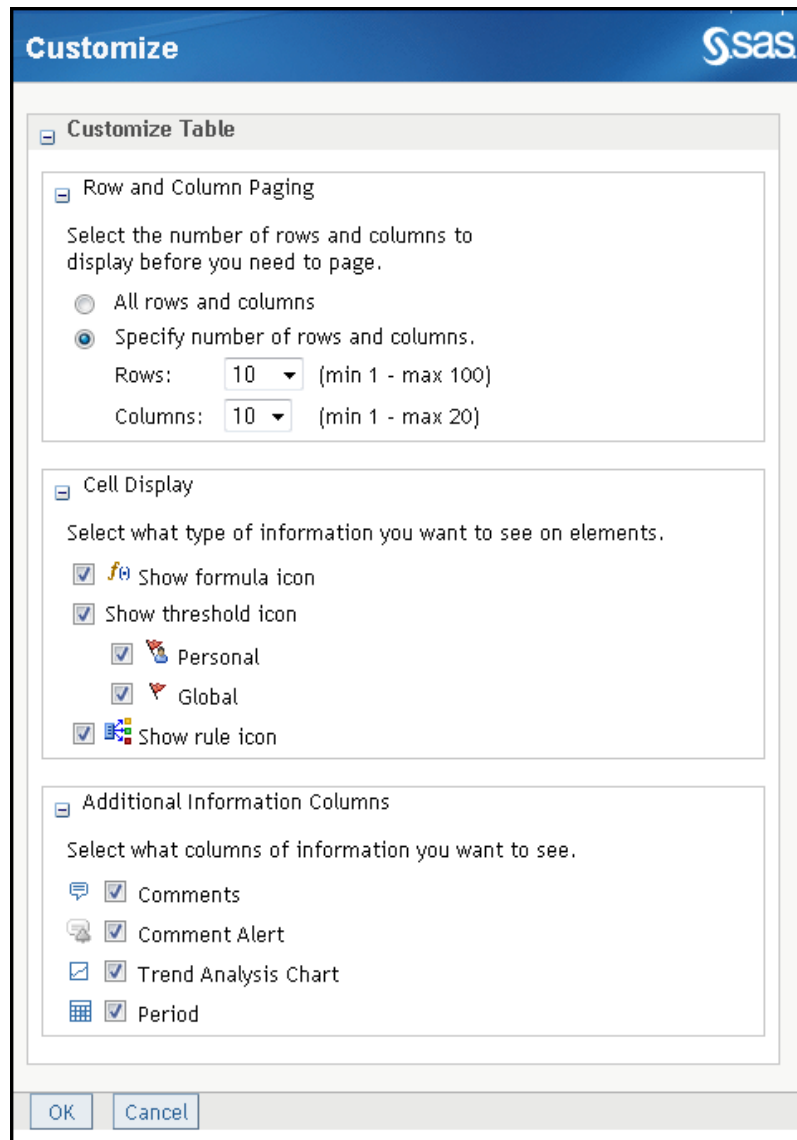 Customize
sas
Customize Table
Row and Column Paging
Select the number of rows and columns to
display before you need to page.
All rows and columns
Specify number of rows and columns.
Rows: 10 (min 1 - max 100)
Columns: 10 (min 1 - max 20)
Cell Display
Select what type of information you want to see on elements.
Show formula icon
Show threshold icon
Personal
Global
Show rule icon
Additional Information Columns
Select what columns of information you want to see.
Comments
Comment Alert
Trend Analysis Chart
Period
OK Cancel